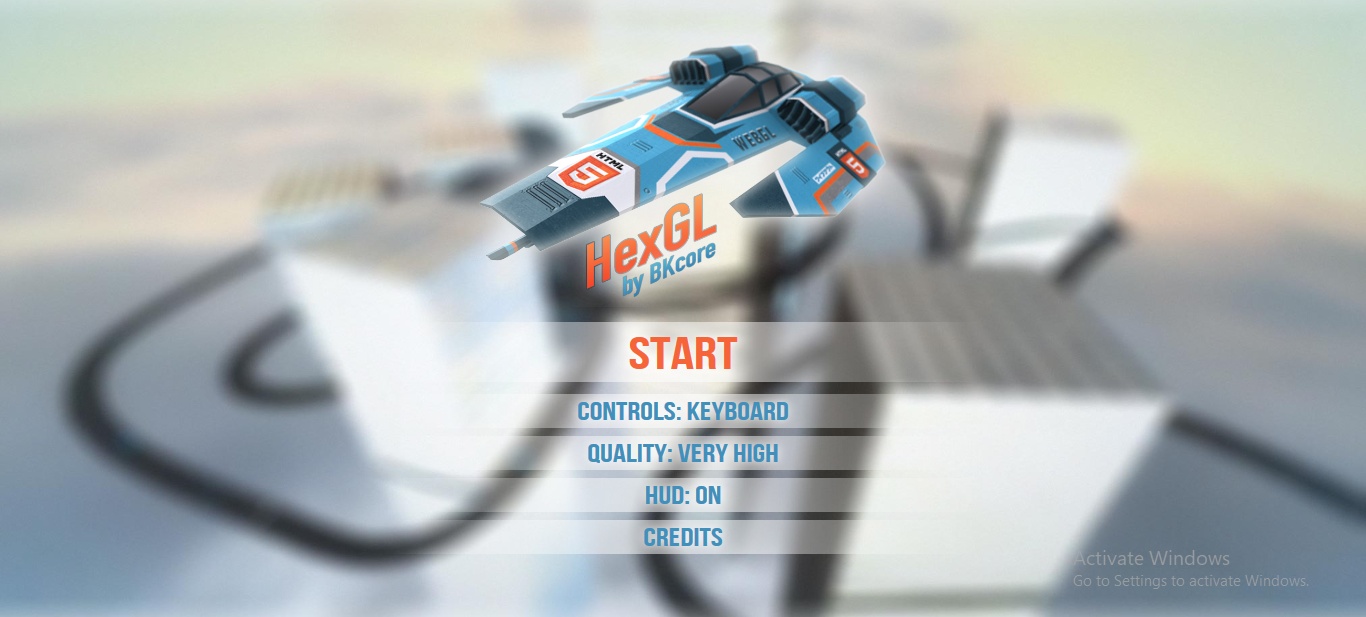 WEBGL
HTML
5
5
HexGL
by BKcore
START
CONTROLS: KEYBOARD
QUALITY: VERY HIGH
HUD: ON
CREDITS
Activate Windows
Go to Settings to activate Windows.